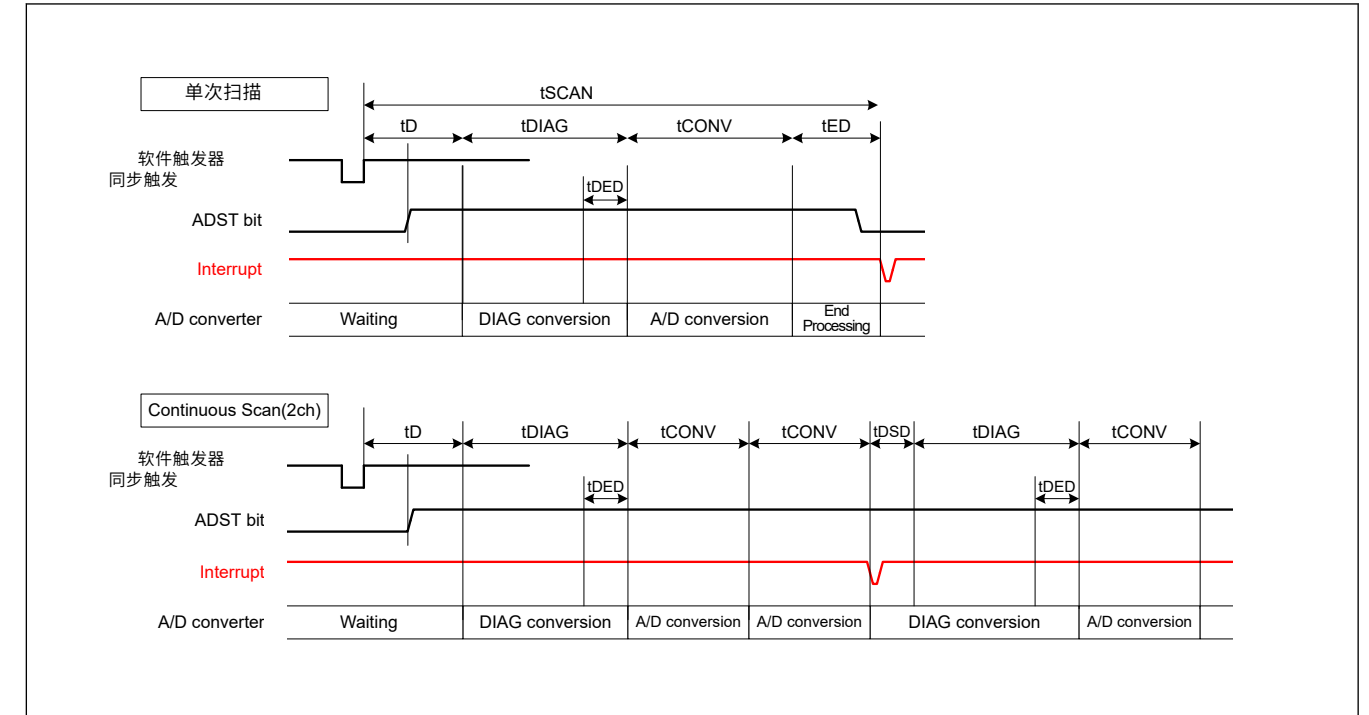 单次扫描
tSCAN
tD tDIAG tCONV tED
软件触发器
同步触发
tDED
ADST bit
Interrupt
A/D converter Waiting DIAG conversion A/D conversion End Processing
Continuous Scan(2ch)
tD tDIAG tCONV tCONV tDSD tDIAG tCONV
软件触发器
同步触发
tDED tDED
ADST bit
Interrupt
A/D converter Waiting DIAG conversion A/D conversion A/D conversion DIAG conversion A/D conversion